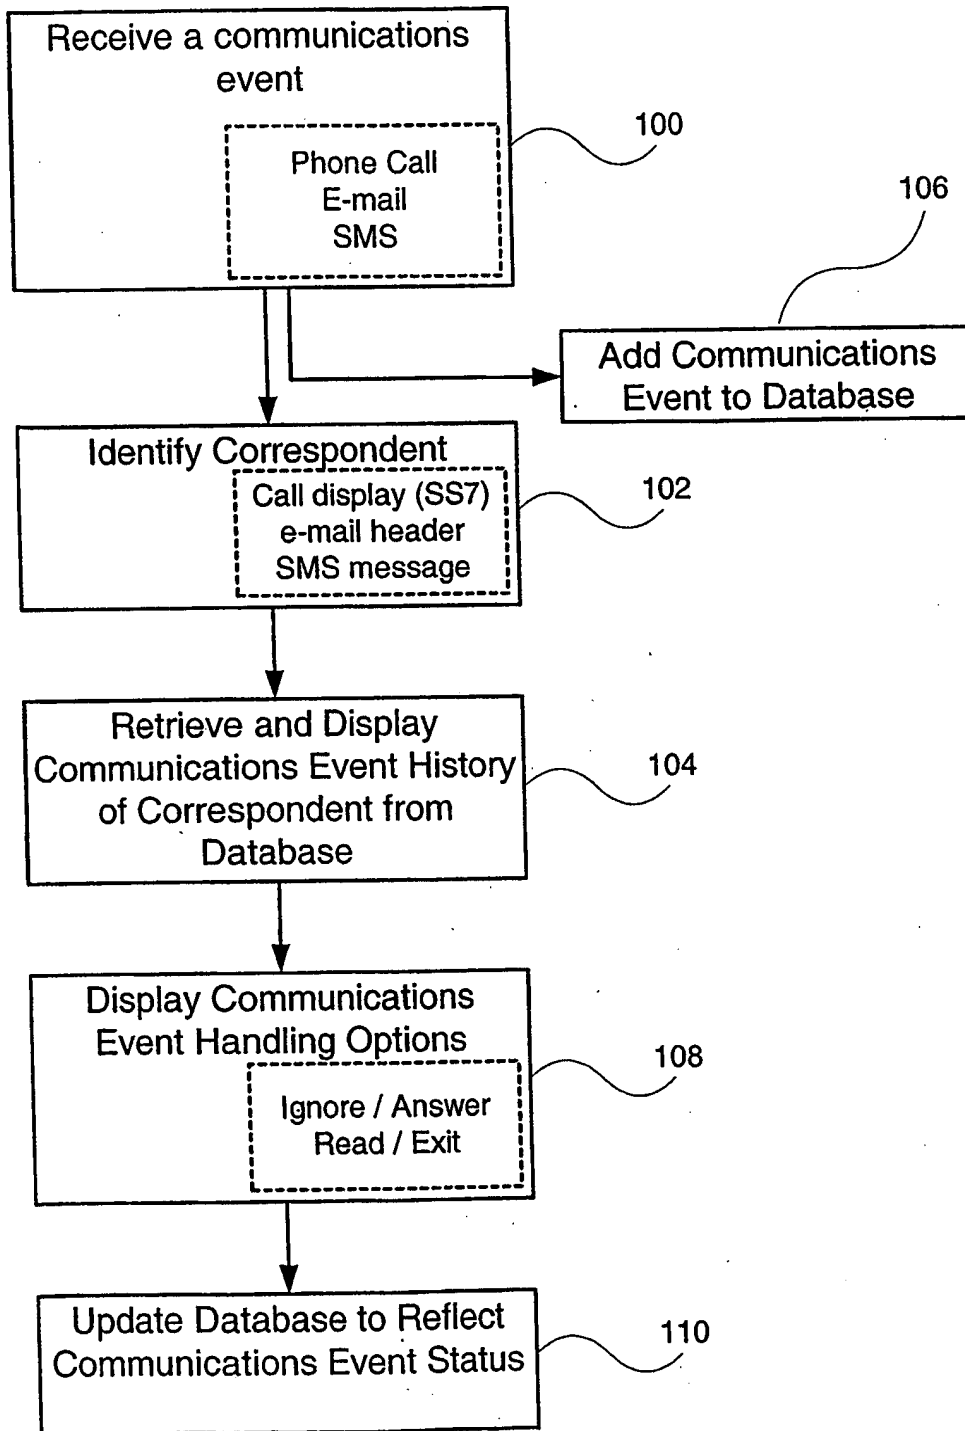 Receive a communications
event
Phone Call
E-mail
SMS
100
106
Add Communications
Event to Database
Identify Correspondent
Call display (SS7)
e-mail header
SMS message
102
Retrieve and Display
Communications Event History
of Correspondent from
Database
104
Display Communications
Event Handling Options
Ignore / Answer
Read / Exit
108
Update Database to Reflect
Communications Event Status
110